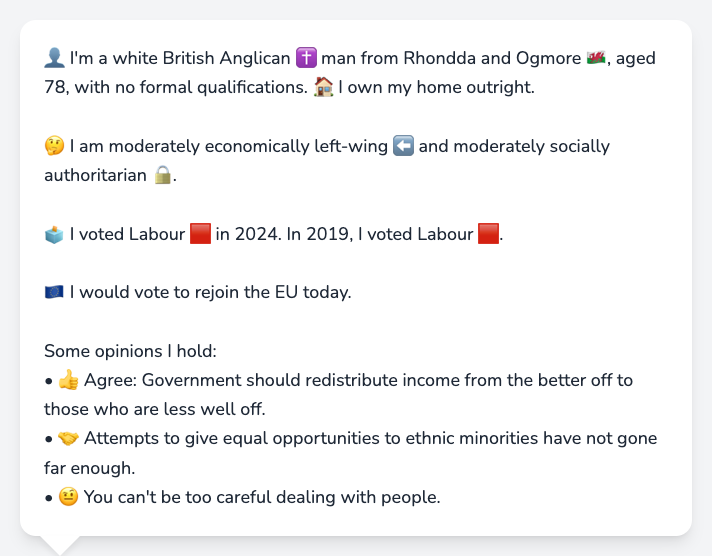 👤 I'm a white British Anglican ✝️ man from Rhondda and Ogmore 🏴󠁧󠁢󠁷󠁬󠁳󠁿, aged
78, with no formal qualifications. 🏠 I own my home outright.
🤔 I am moderately economically left-wing ⬅️ and moderately socially
authoritarian 🔒.
🗳️ I voted Labour 🟥 in 2024. In 2019, I voted Labour 🟥.
🇪🇺 I would vote to rejoin the EU today.
Some opinions I hold:
• 👍 Agree: Government should redistribute income from the better off to
those who are less well off.
• 🤝 Attempts to give equal opportunities to ethnic minorities have not gone
far enough.
• 🤨 You can't be too careful dealing with people.